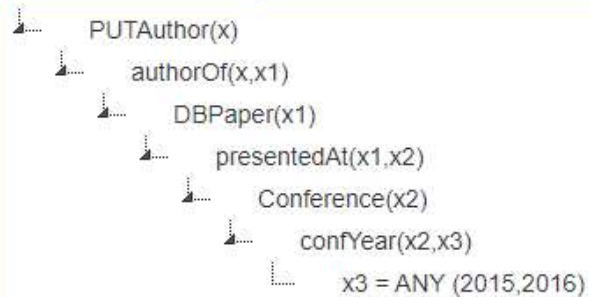 PUTAuthor(x)
authorOf(x,x1)
DBPaper(x1)
presentedAt(x1,x2)
Conference(x2)
confYear(x2,x3)
x3 = ANY (2015,2016)